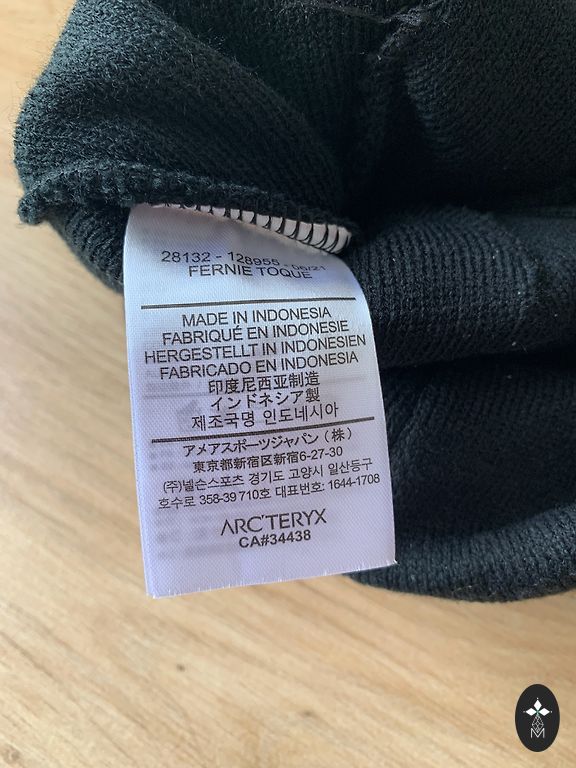 28132 - 128955 - 06/21
FERNIE TOQUE
MADE IN INDONESIA
FABRIQUÉ EN INDONESIE
HERGESTELLT IN INDONESIEN
FABRICADO EN INDONESIA
印度尼西亚制造
インドネシア製
제조국명 인도네시아
アメアスポーツジャパン(株)
東京都新宿区新宿6-27-30
(주)넬슨스포츠 경기도 고양시 일산동구
호수로 358-39 710호 대표번호: 1644-1708
ARC'TERYX
CA#34438